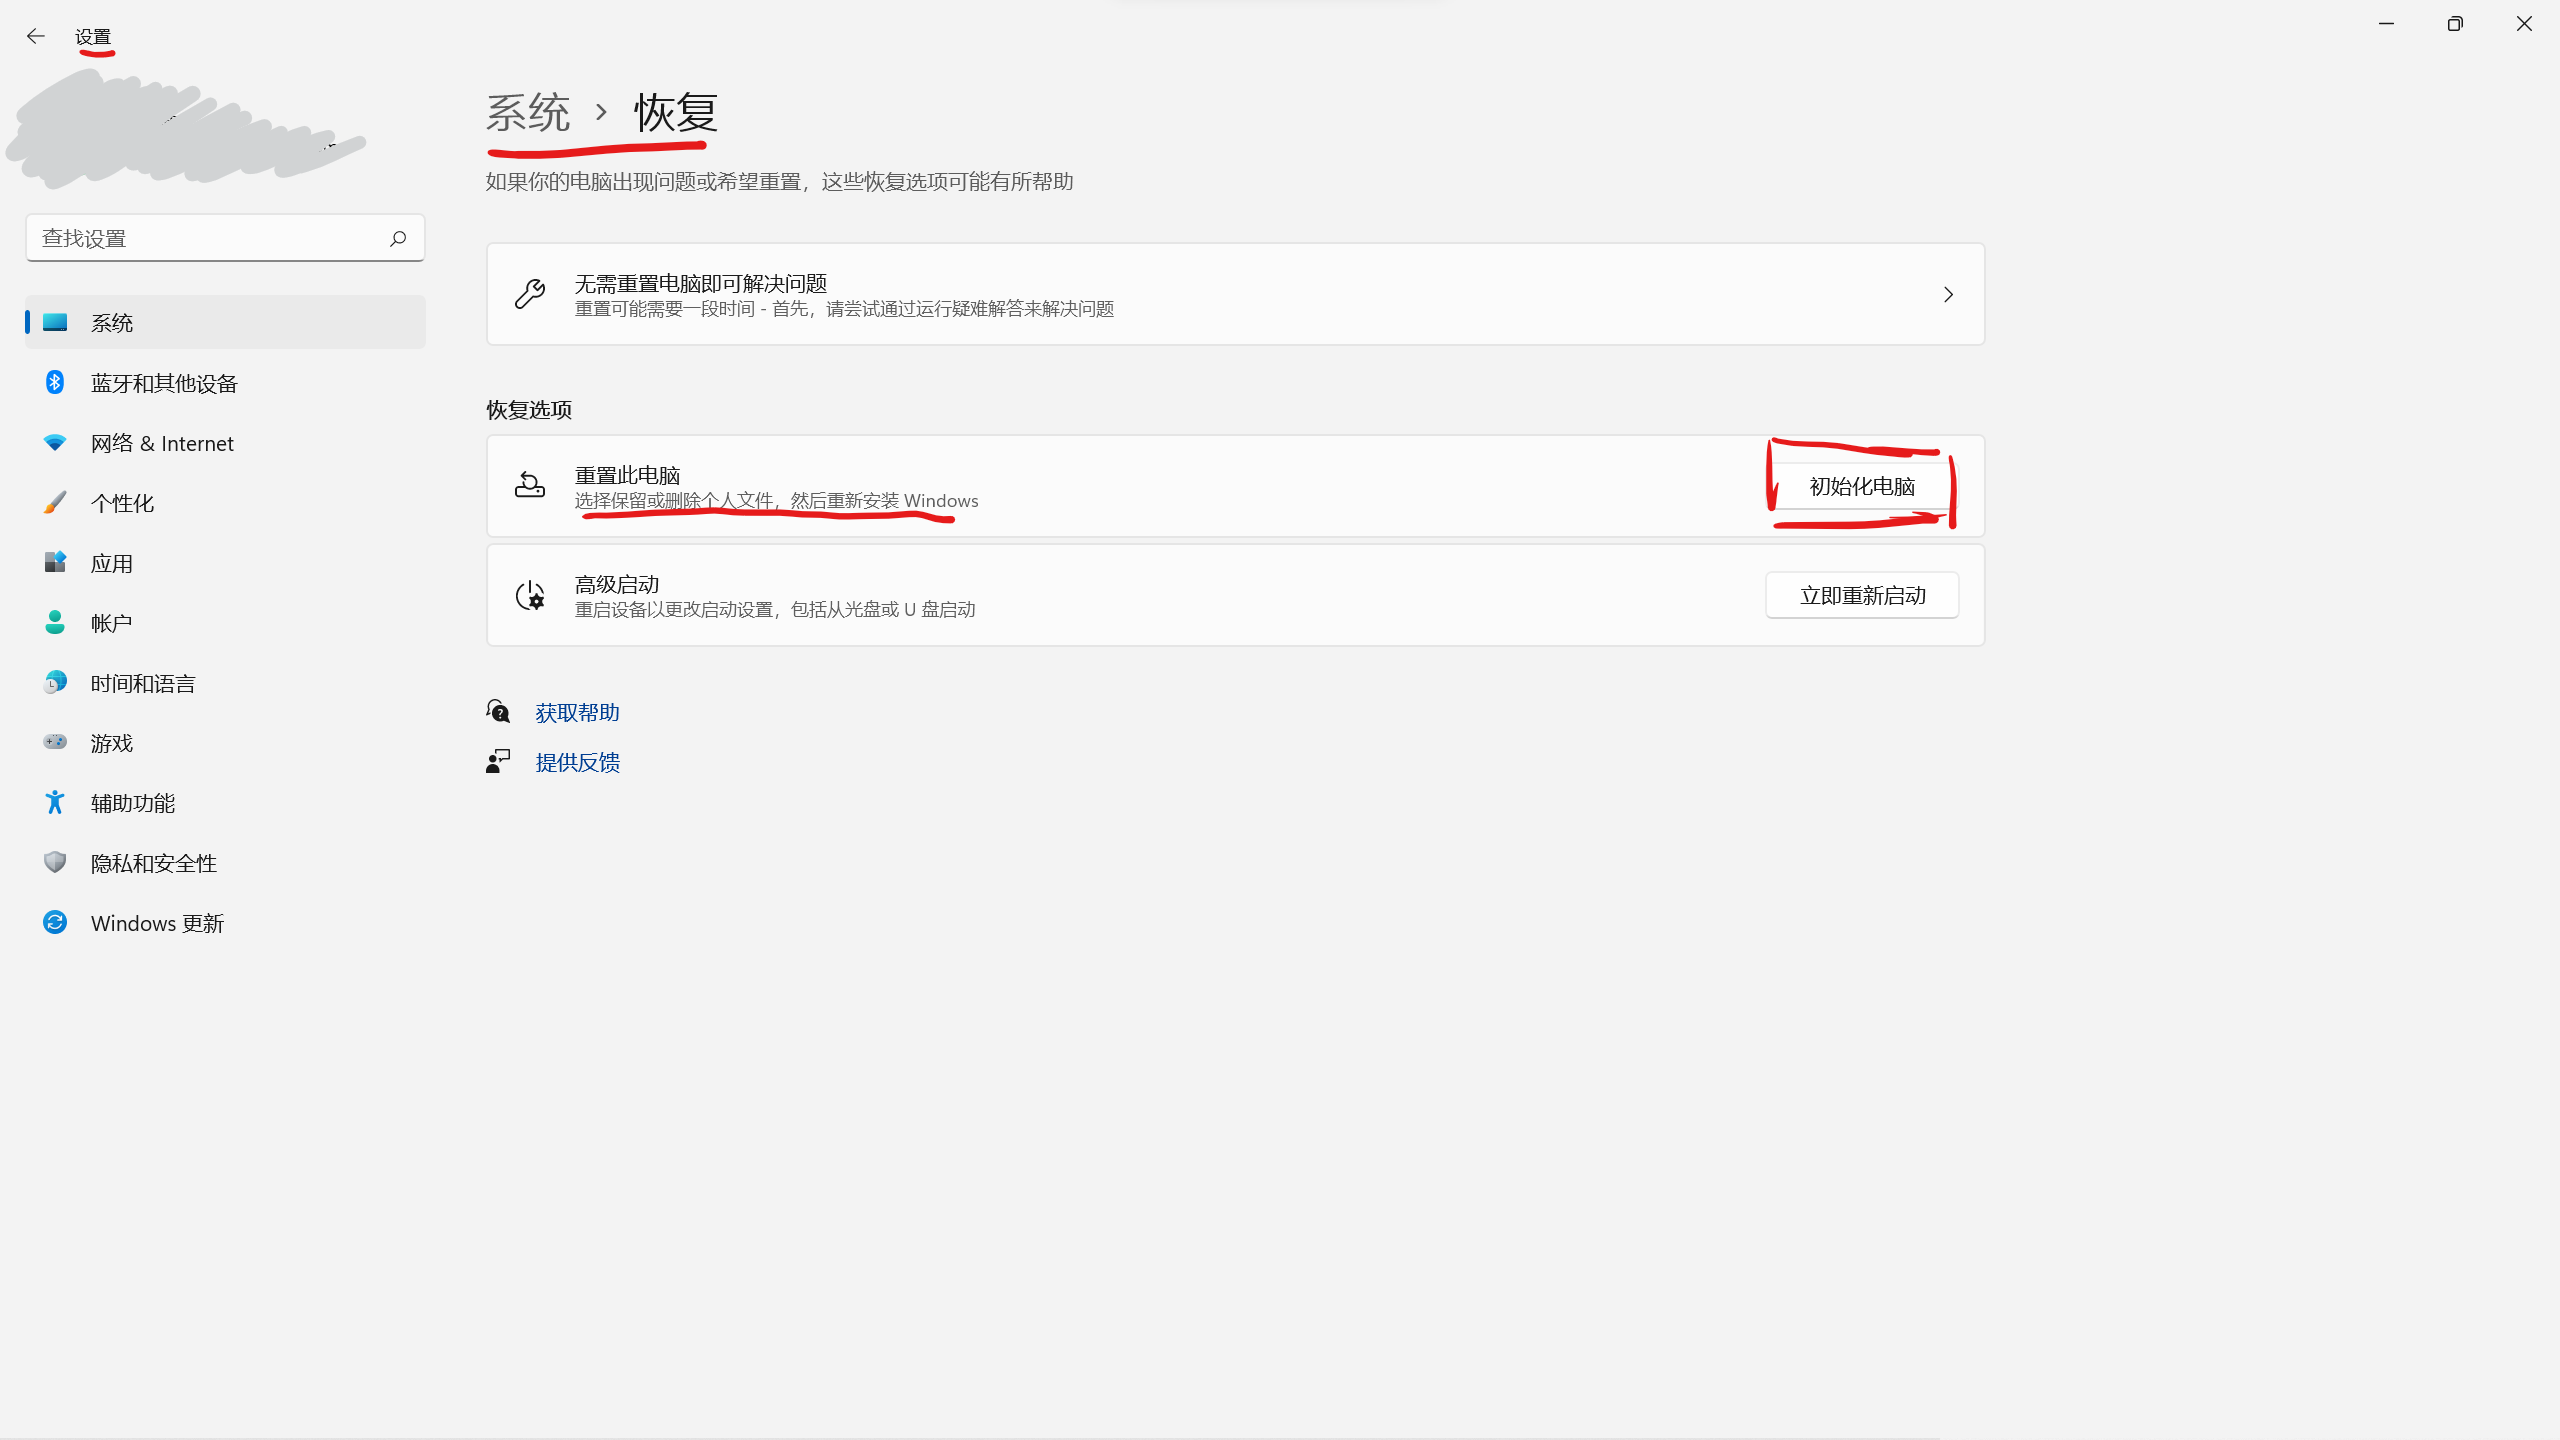 设置
查找设置
系统
蓝牙和其他设备
网络 & Internet
个性化
应用
帐户
时间和语言
游戏
辅助功能
隐私和安全性
Windows 更新
系统 › 恢复
如果你的电脑出现问题或希望重置，这些恢复选项可能有所帮助
无需重置电脑即可解决问题
重置可能需要一段时间 - 首先，请尝试通过运行疑难解答来解决问题
恢复选项
重置此电脑
选择保留或删除个人文件，然后重新安装 Windows
初始化电脑
高级启动
重启设备以更改启动设置，包括从光盘或 U 盘启动
立即重新启动
获取帮助
提供反馈